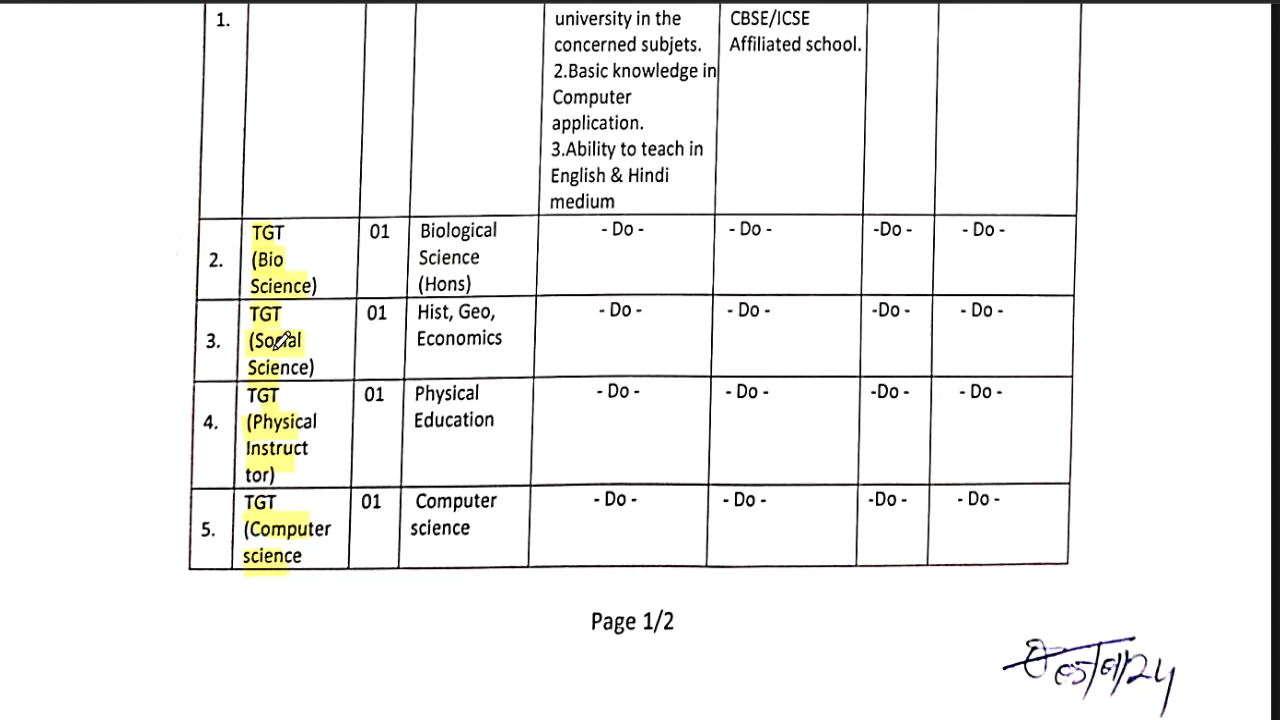 1.
university in the
concerned subjets.
2.Basic knowledge in
Computer
application.
3.Ability to teach in
English & Hindi
medium
CBSE/ICSE
Affiliated school.
2.
TGT
(Bio
Science)
01
Biological
Science
(Hons)
- Do -
- Do -
-Do -
- Do -
3.
TGT
(Social
Science)
01
Hist, Geo,
Economics
- Do -
- Do -
-Do -
- Do -
4.
TGT
(Physical
Instruct
tor)
01
Physical
Education
- Do -
- Do -
-Do -
- Do -
5.
TGT
(Computer
science
01
Computer
science
- Do -
- Do -
-Do -
- Do -
Page 1/2